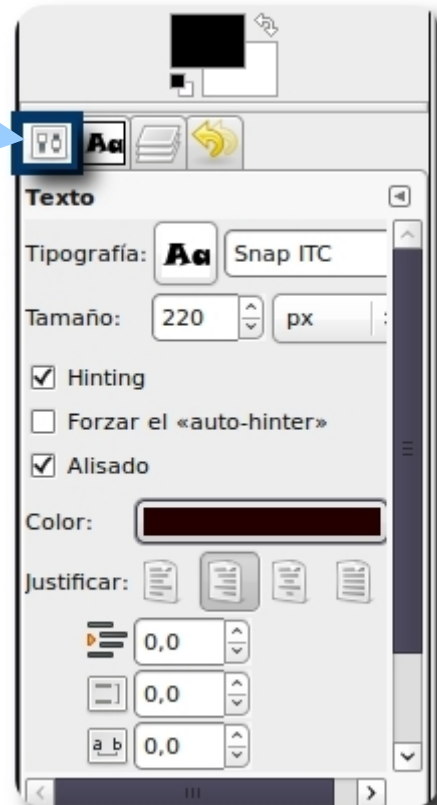 Aa
Texto
Tipografía: Aa Snap ITC
Tamaño: 220 px
Hinting
Forzar el «auto-hinter»
Alisado
Color:
Justificar:
0,0
0,0
a b 0,0